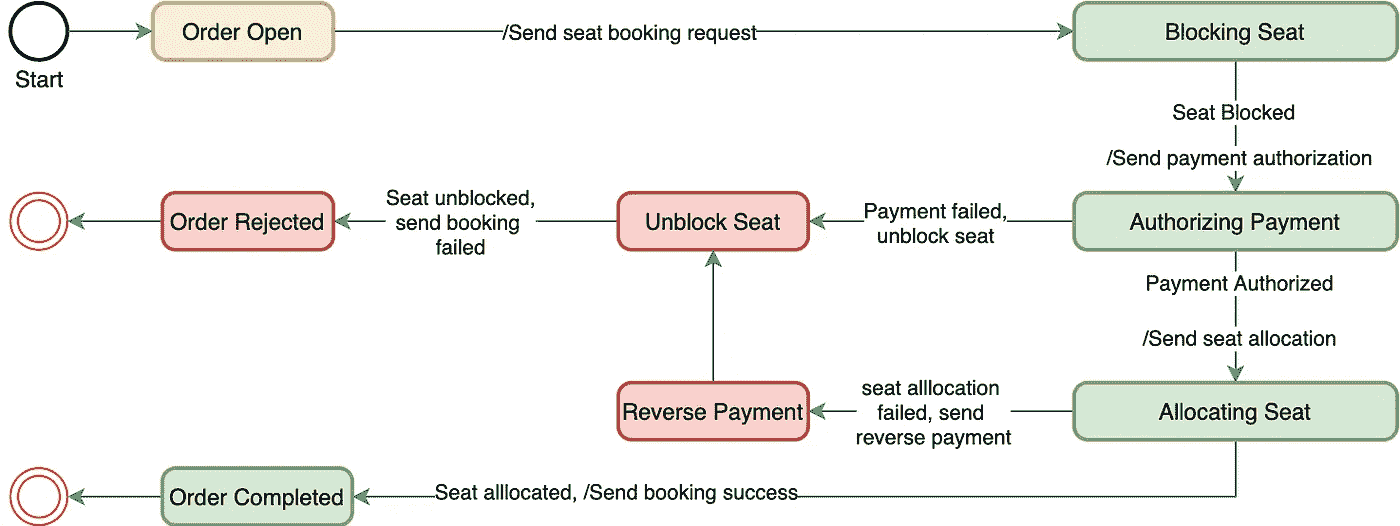 Order Open
/Send seat booking request
Blocking Seat
Start
Seat Blocked
/Send payment authorization
Order Rejected
Seat unblocked,
send booking
failed
Unblock Seat
Payment failed,
unblock seat
Authorizing Payment
Payment Authorized
/Send seat allocation
Reverse Payment
seat alllocation
failed, send
reverse payment
Allocating Seat
Order Completed
Seat alllocated, /Send booking success